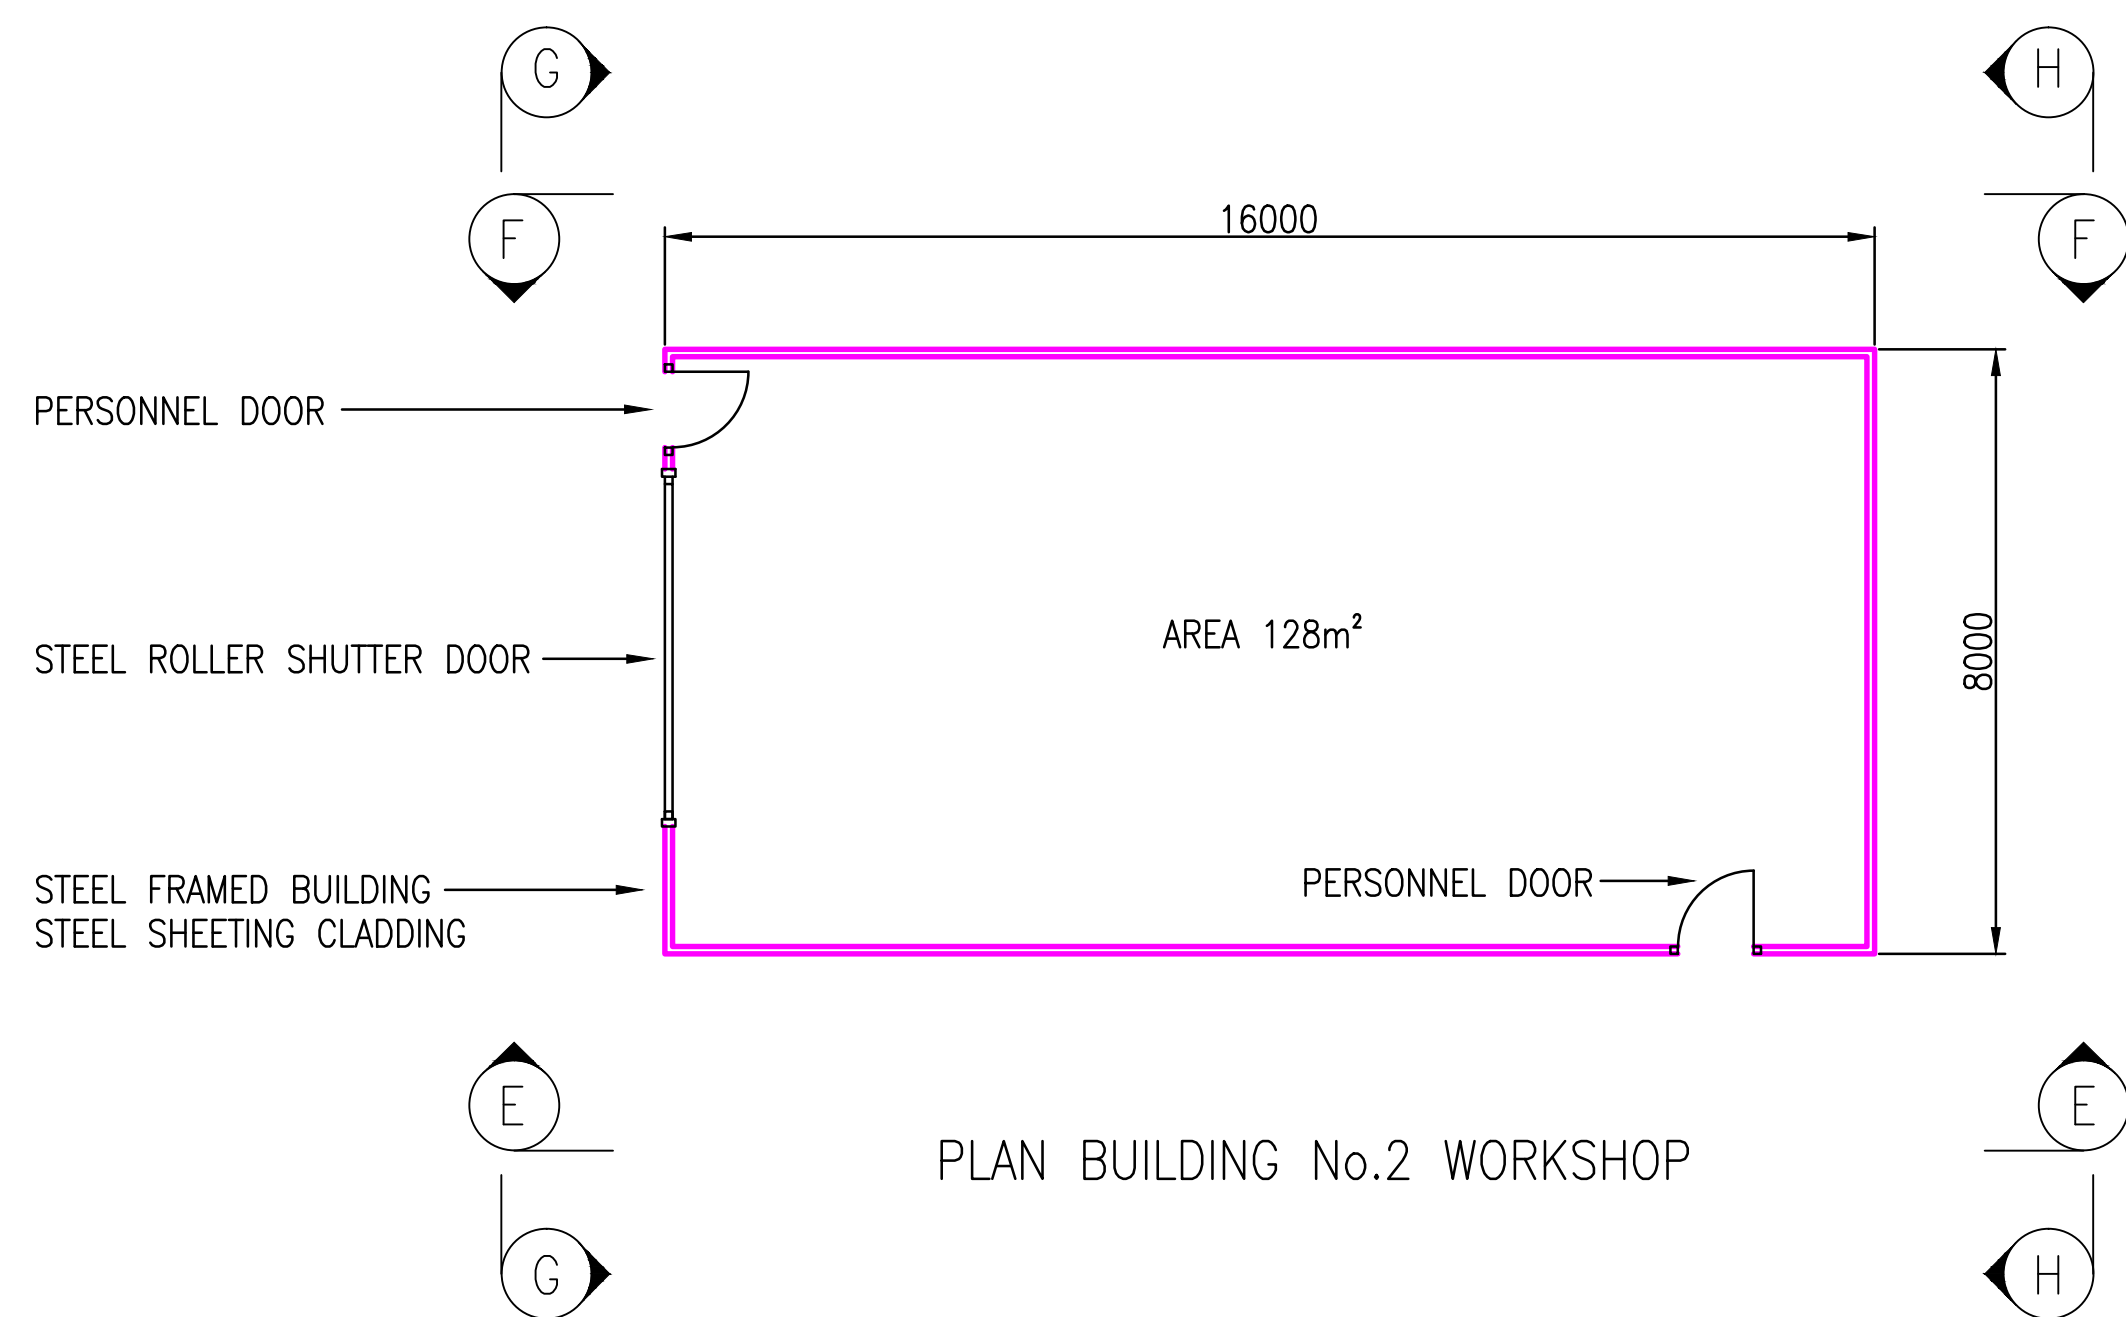 G
H
F
F
16000
PERSONNEL DOOR
STEEL ROLLER SHUTTER DOOR
AREA 128m²
8000
STEEL FRAMED BUILDING
STEEL SHEETING CLADDING
PERSONNEL DOOR
E
E
PLAN BUILDING No.2 WORKSHOP
G
H